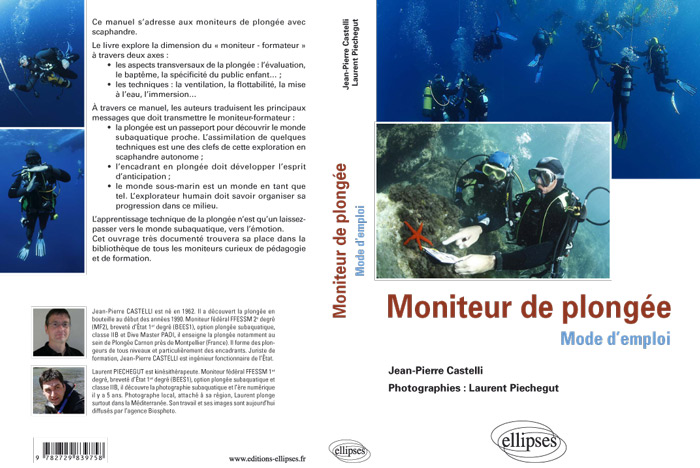 Ce manuel s'adresse aux moniteurs de plongée avec
scaphandre.
Le livre explore la dimension du « moniteur - formateur »
à travers deux axes :
• les aspects transversaux de la plongée : l'évaluation,
le baptême, la spécificité du public enfant... ;
• les techniques : la ventilation, la flottabilité, la mise
à l'eau, l'immersion...
À travers ce manuel, les auteurs traduisent les principaux
messages que doit transmettre le moniteur-formateur :
• la plongée est un passeport pour découvrir le monde
subaquatique proche. L'assimilation de quelques
techniques est une des clefs de cette exploration en
scaphandre autonome ;
• l'encadrant en plongée doit développer l'esprit
d'anticipation ;
• le monde sous-marin est un monde en tant que
tel. L'explorateur humain doit savoir organiser sa
progression dans ce milieu.
L'apprentissage technique de la plongée n'est qu'un laissez-
passer vers le monde subaquatique, vers l'émotion.
Cet ouvrage très documenté trouvera sa place dans la
bibliothèque de tous les moniteurs curieux de pédagogie
et de formation.
Jean-Pierre CASTELLI est né en 1962. Il a découvert la plongée en
bouteille au début des années 1990. Moniteur fédéral FFESSM 2e degré
(MF2), breveté d'État 1er degré (BEES1), option plongée subaquatique,
classe IIB et Dive Master PADI, il enseigne la plongée notamment au
sein de Plongée Carnon près de Montpellier (France). Il forme des plon-
geurs de tous niveaux et particulièrement des encadrants. Juriste de
formation, Jean-Pierre CASTELLI est ingénieur fonctionnaire de l'État.
Laurent PIECHEGUT est kinésithérapeute. Moniteur fédéral FFESSM 1er
degré, breveté d'État 1er degré (BEES1), option plongée subaquatique et
classe IIB, il découvre la photographie subaquatique et l'ère numérique
il y a 5 ans. Photographe local, attaché à sa région, Laurent plonge
surtout dans la Méditerranée. Son travail et ses images sont aujourd'hui
diffusés par l'agence Biosphoto.
9 782729 839758
www.editions-ellipses.fr
Jean-Pierre Castelli
Laurent Piechegut
Moniteur de plongée
Mode d'emploi
ellipses
Moniteur de plongée
Mode d'emploi
Jean-Pierre Castelli
Photographies : Laurent Piechegut
ellipses